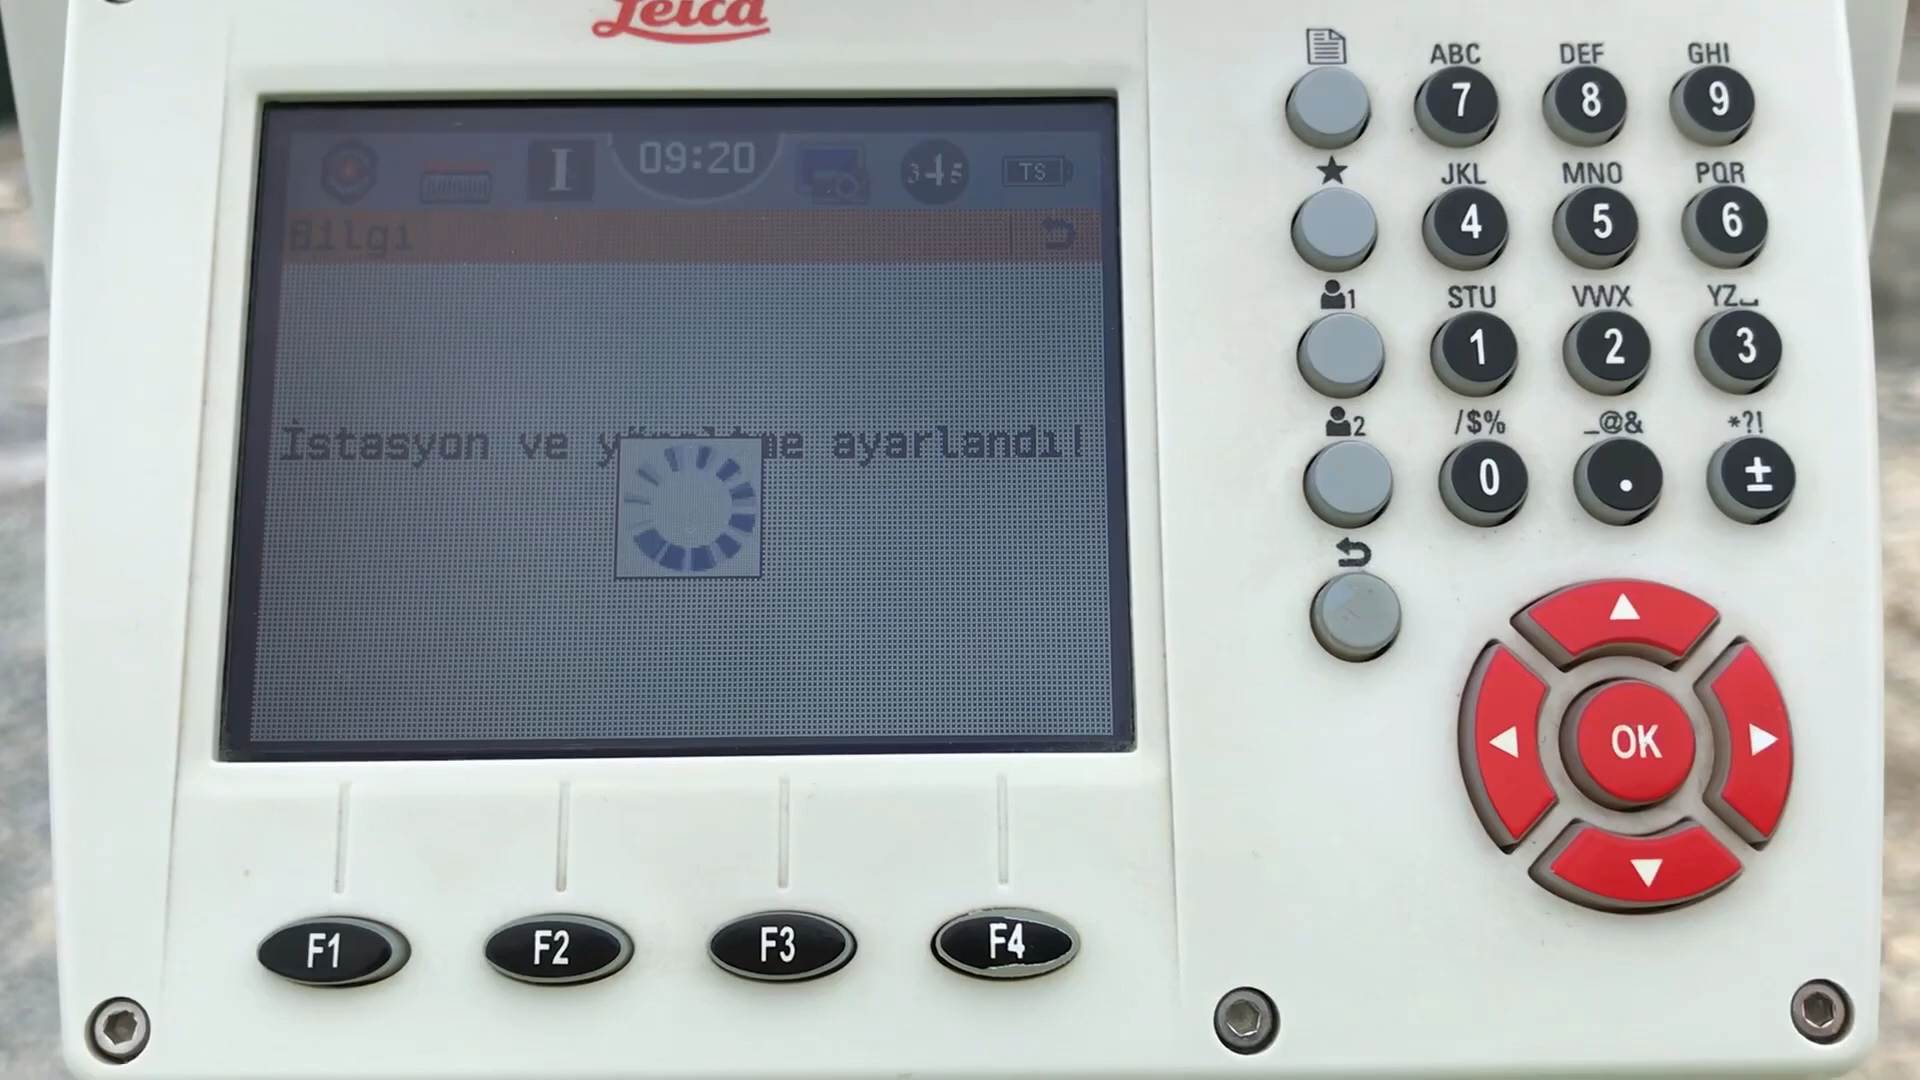 Leica
I
09:20
345
TS
Bilgi
İstasyon ve ayarlandı!
ABC DEF GHI
7 8 9
JKL MNO PQR
4 5 6
1 STU VWX YZ
1 2 3
2 /$% _@& *?!
0 . ±
OK
F1 F2 F3 F4